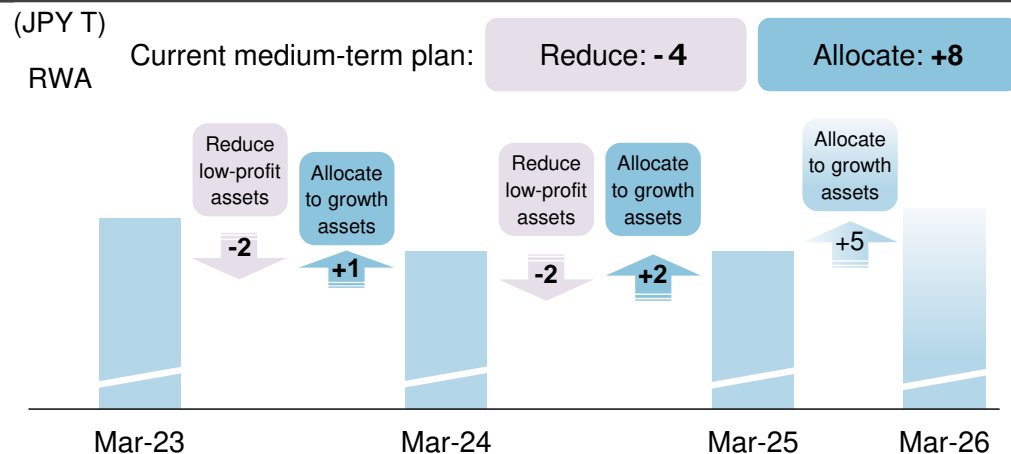 (JPY T)
RWA
Current medium-term plan:
Reduce: - 4
Allocate: +8
Reduce
low-profit
assets
-2
Allocate
to growth
assets
+1
Reduce
low-profit
assets
-2
Allocate
to growth
assets
+2
Allocate
to growth
assets
+5
Mar-23
Mar-24
Mar-25
Mar-26